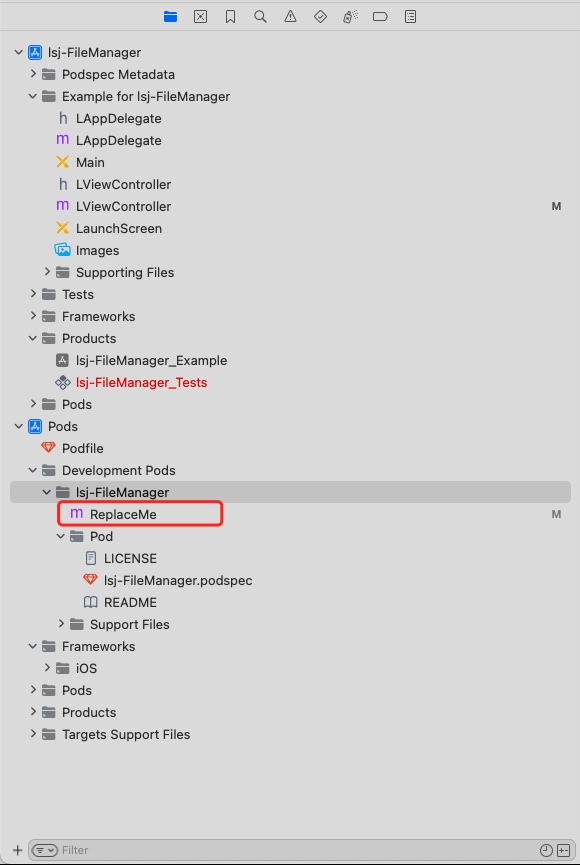 lsj-FileManager
Podspec Metadata
Example for lsj-FileManager
h LAppDelegate
m LAppDelegate
Main
h LViewController
m LViewController M
LaunchScreen
Images
Supporting Files
Tests
Frameworks
Products
lsj-FileManager_Example
lsj-FileManager_Tests
Pods
Pods
Podfile
Development Pods
lsj-FileManager
m ReplaceMe M
Pod
LICENSE
lsj-FileManager.podspec
README
Support Files
Frameworks
iOS
Pods
Products
Targets Support Files
Filter